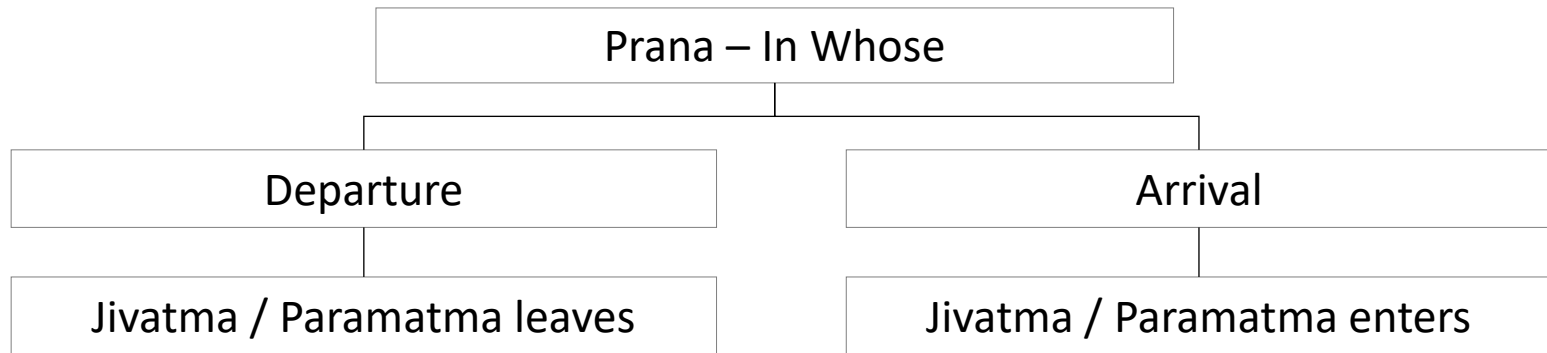 Prana – In Whose
Departure
Arrival
Jivatma / Paramatma leaves
Jivatma / Paramatma enters